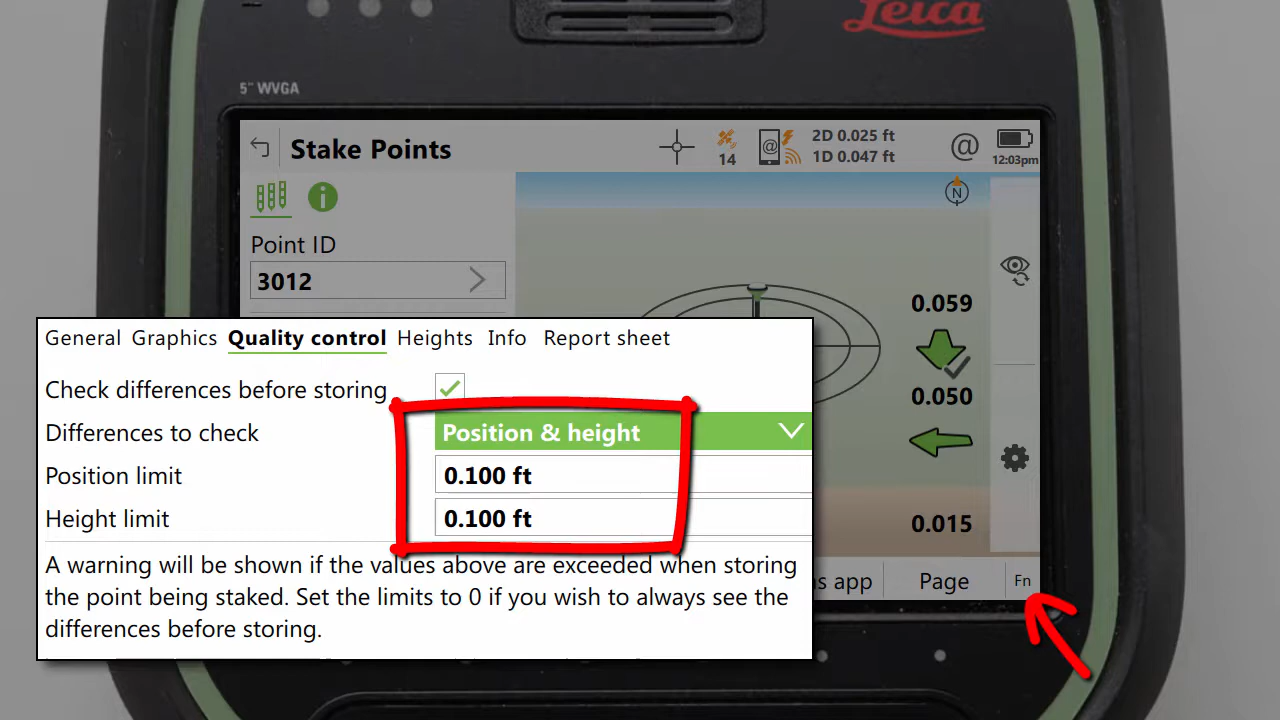 Leica
5" WVGA
Stake Points
14
@
2D 0.025 ft
1D 0.047 ft
@
12:03pm
i
N
Point ID
3012
0.059
0.050
0.015
General Graphics Quality control Heights Info Report sheet
Check differences before storing
Differences to check Position & height
Position limit 0.100 ft
Height limit 0.100 ft
A warning will be shown if the values above are exceeded when storing
the point being staked. Set the limits to 0 if you wish to always see the
differences before storing.
app Page Fn